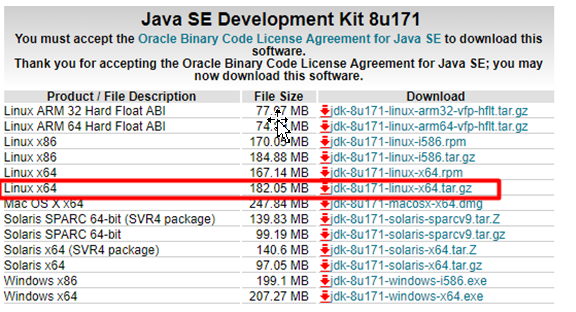 Java SE Development Kit 8u171
You must accept the Oracle Binary Code License Agreement for Java SE to download this
software.
Thank you for accepting the Oracle Binary Code License Agreement for Java SE; you may
now download this software.
Product / File Description File Size Download
Linux ARM 32 Hard Float ABI 77.97 MB jdk-8u171-linux-arm32-vfp-hflt.tar.gz
Linux ARM 64 Hard Float ABI MB jdk-8u171-linux-arm64-vfp-hflt.tar.gz
Linux x86 170.05 MB jdk-8u171-linux-i586.rpm
Linux x86 184.88 MB jdk-8u171-linux-i586.tar.gz
Linux x64 167.14 MB jdk-8u171-linux-x64.rpm
Linux x64 182.05 MB jdk-8u171-linux-x64.tar.gz
Mac OS X x64 247.84 MB jdk-8u171-macosx-x64.dmg
Solaris SPARC 64-bit (SVR4 package) 139.83 MB jdk-8u171-solaris-sparcv9.tar.Z
Solaris SPARC 64-bit 99.19 MB jdk-8u171-solaris-sparcv9.tar.gz
Solaris x64 (SVR4 package) 140.6 MB jdk-8u171-solaris-x64.tar.Z
Solaris x64 97.05 MB jdk-8u171-solaris-x64.tar.gz
Windows x86 199.1 MB jdk-8u171-windows-i586.exe
Windows x64 207.27 MB jdk-8u171-windows-x64.exe